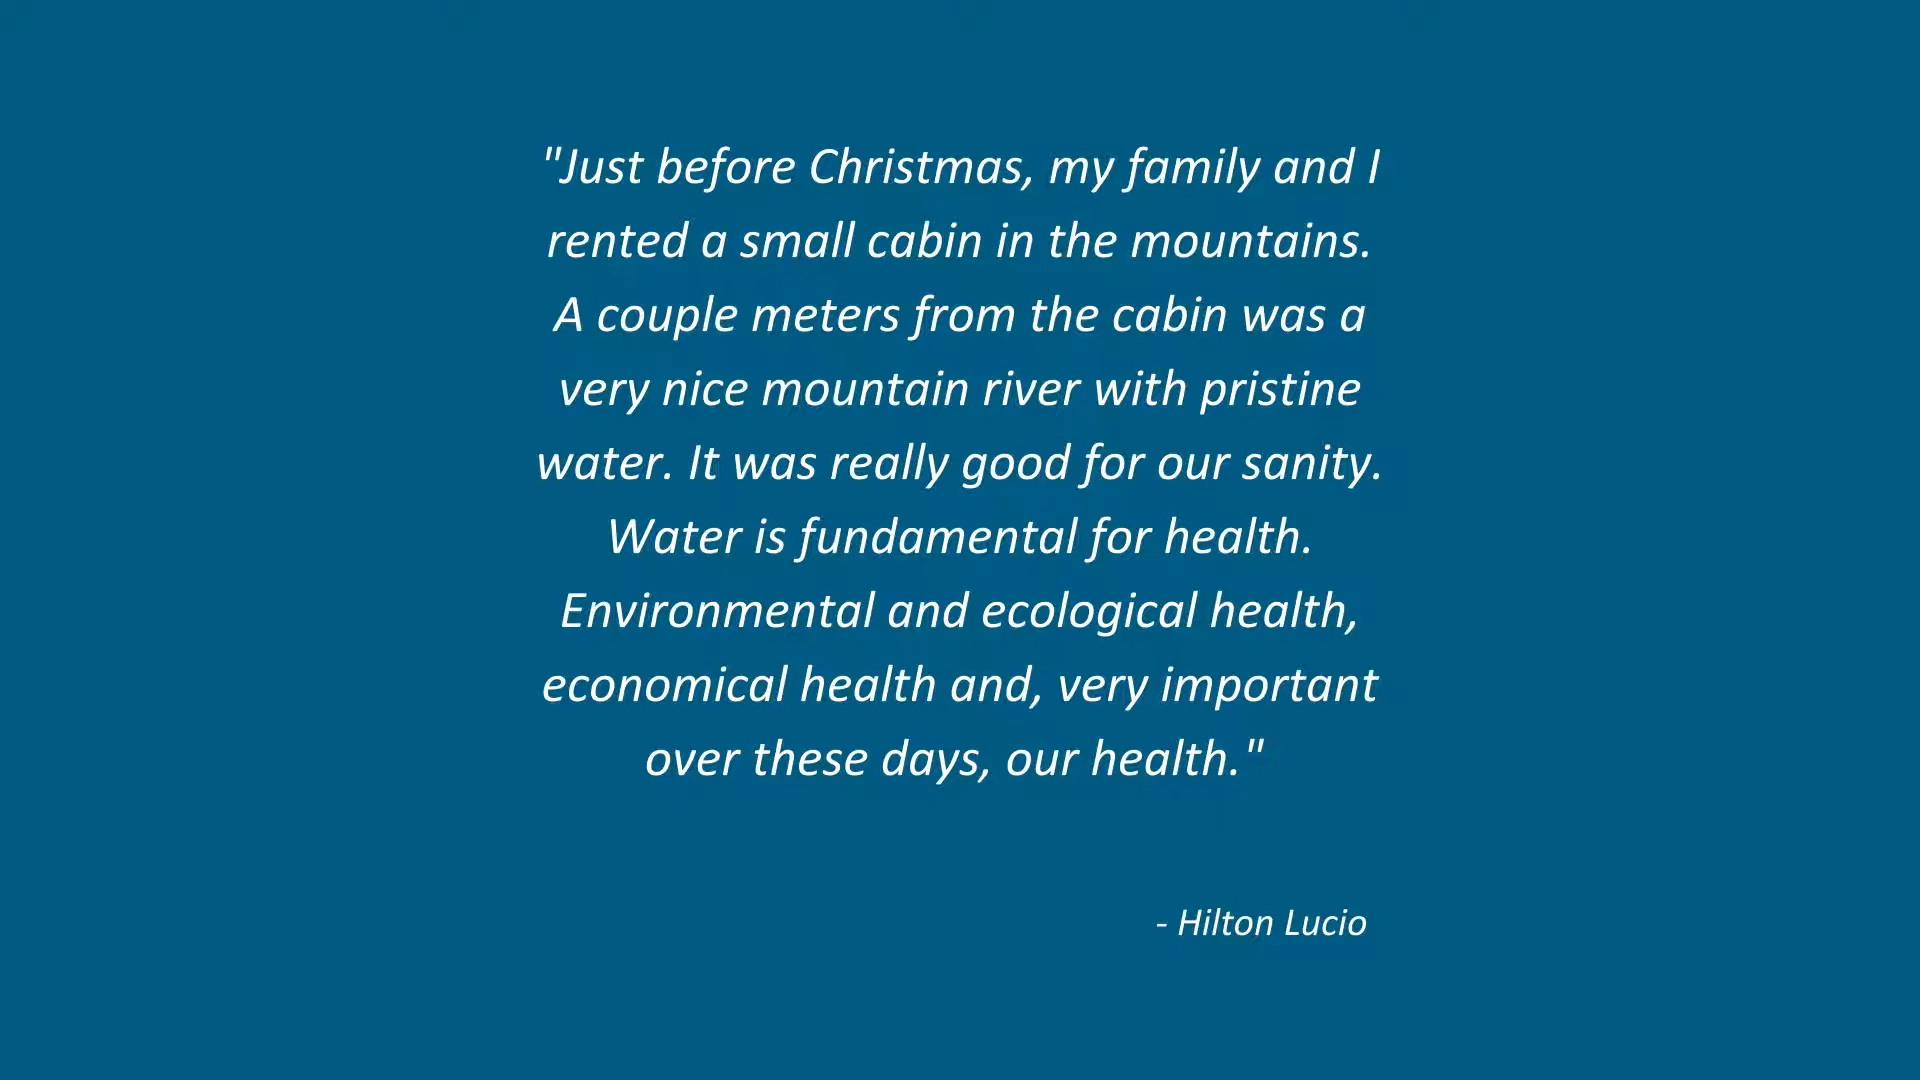 "Just before Christmas, my family and I
rented a small cabin in the mountains.
A couple meters from the cabin was a
very nice mountain river with pristine
water. It was really good for our sanity.
Water is fundamental for health.
Environmental and ecological health,
economical health and, very important
over these days, our health."
- Hilton Lucio